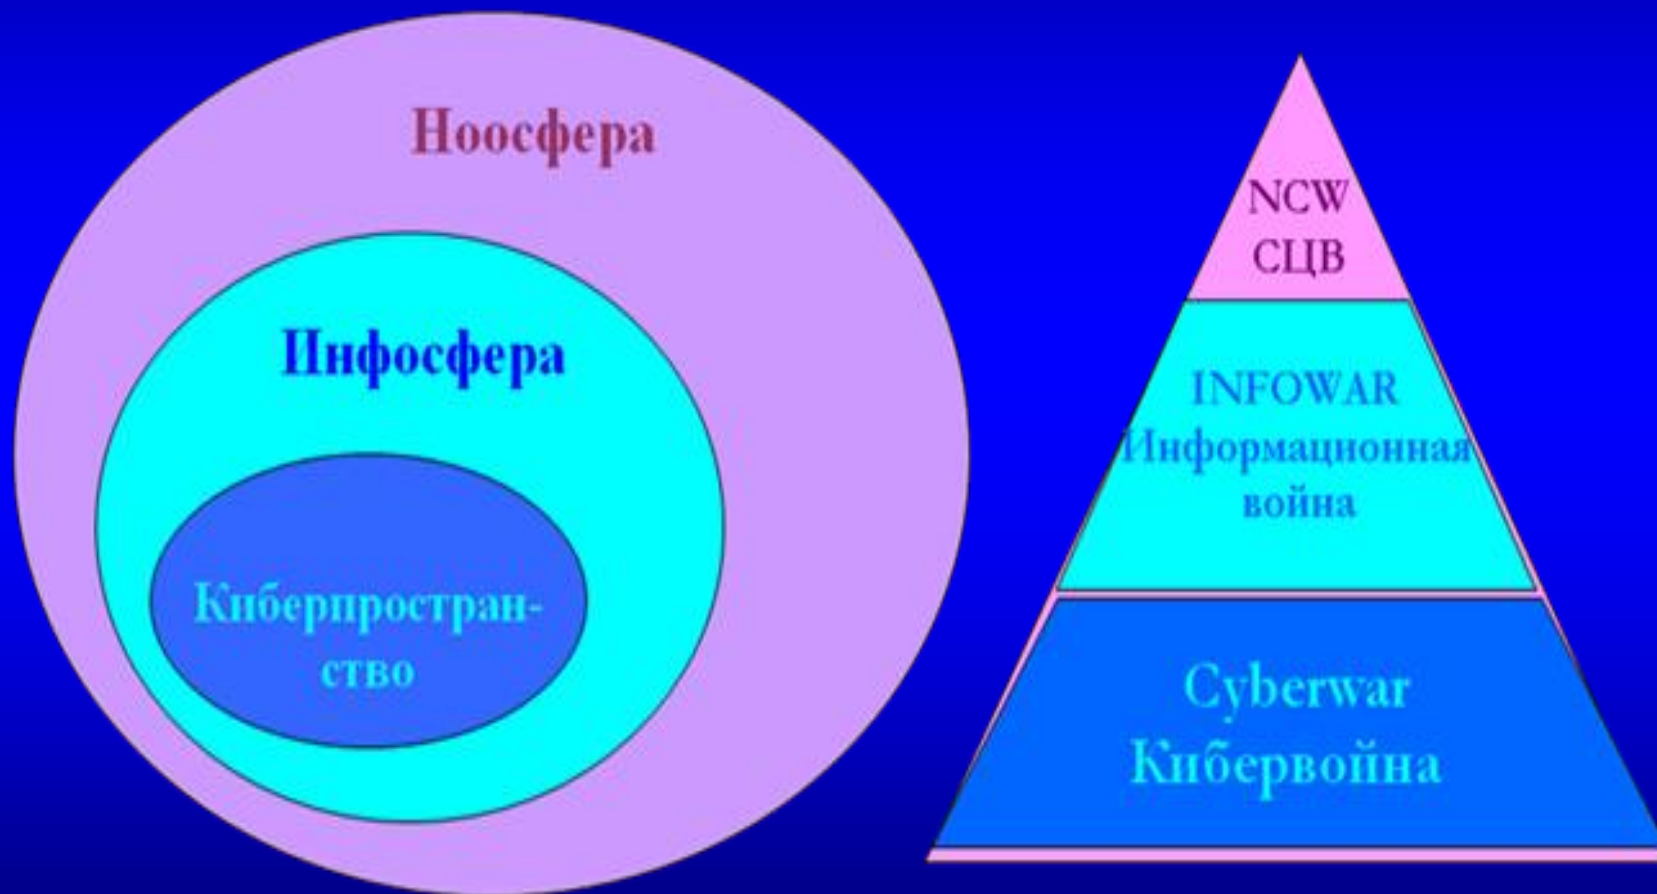 Ноосфера
Инфосфера
Киберпростран-
ство
NCW
СЦВ
INFOWAR
Информационная
война
Cyberwar
Кибервойна